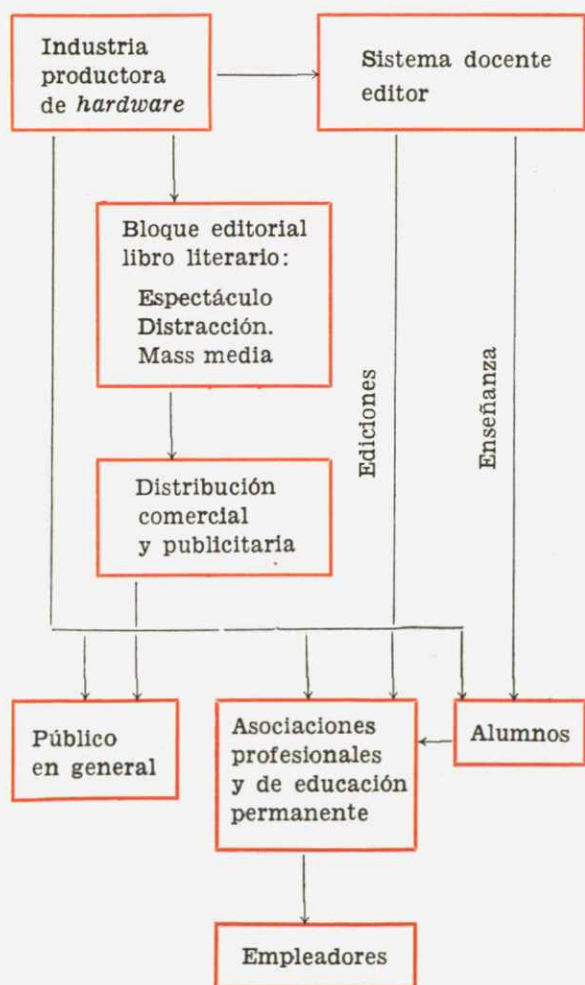 Industria
productora
de hardware
Sistema docente
editor
Bloque editorial
libro literario:
Espectáculo
Distracción.
Mass media
Ediciones
Enseñanza
Distribución
comercial
y publicitaria
Público
en general
Asociaciones
profesionales
y de educación
permanente
Alumnos
Empleadores